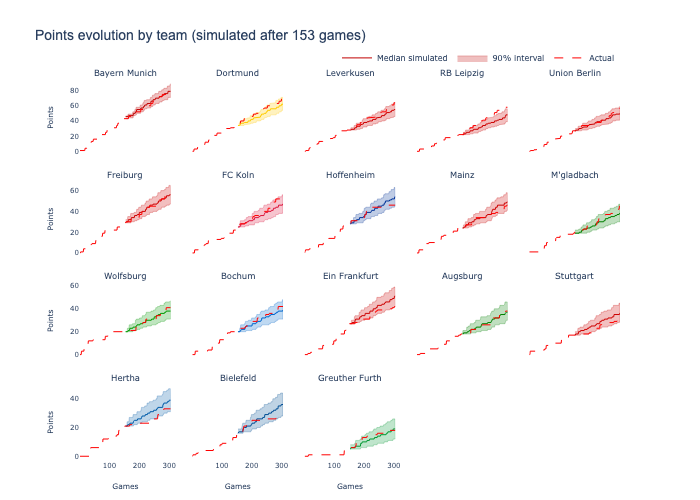 Points evolution by team (simulated after 153 games)
Median simulated 90% interval Actual
Bayern Munich Dortmund Leverkusen RB Leipzig Union Berlin
80
60
40
20
0
Points
Freiburg FC Koln Hoffenheim Mainz M'gladbach
60
40
20
0
Points
Wolfsburg Bochum Ein Frankfurt Augsburg Stuttgart
60
40
20
0
Points
Hertha Bielefeld Greuther Furth
40
20
0
Points
100 200 300 100 200 300 100 200 300
Games Games Games